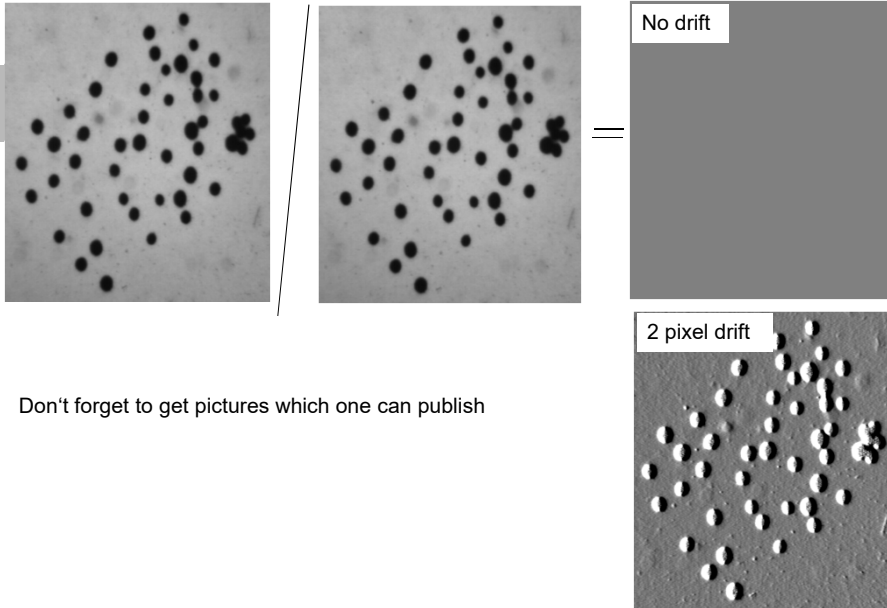 No drift
2 pixel drift
Don‘t forget to get pictures which one can publish